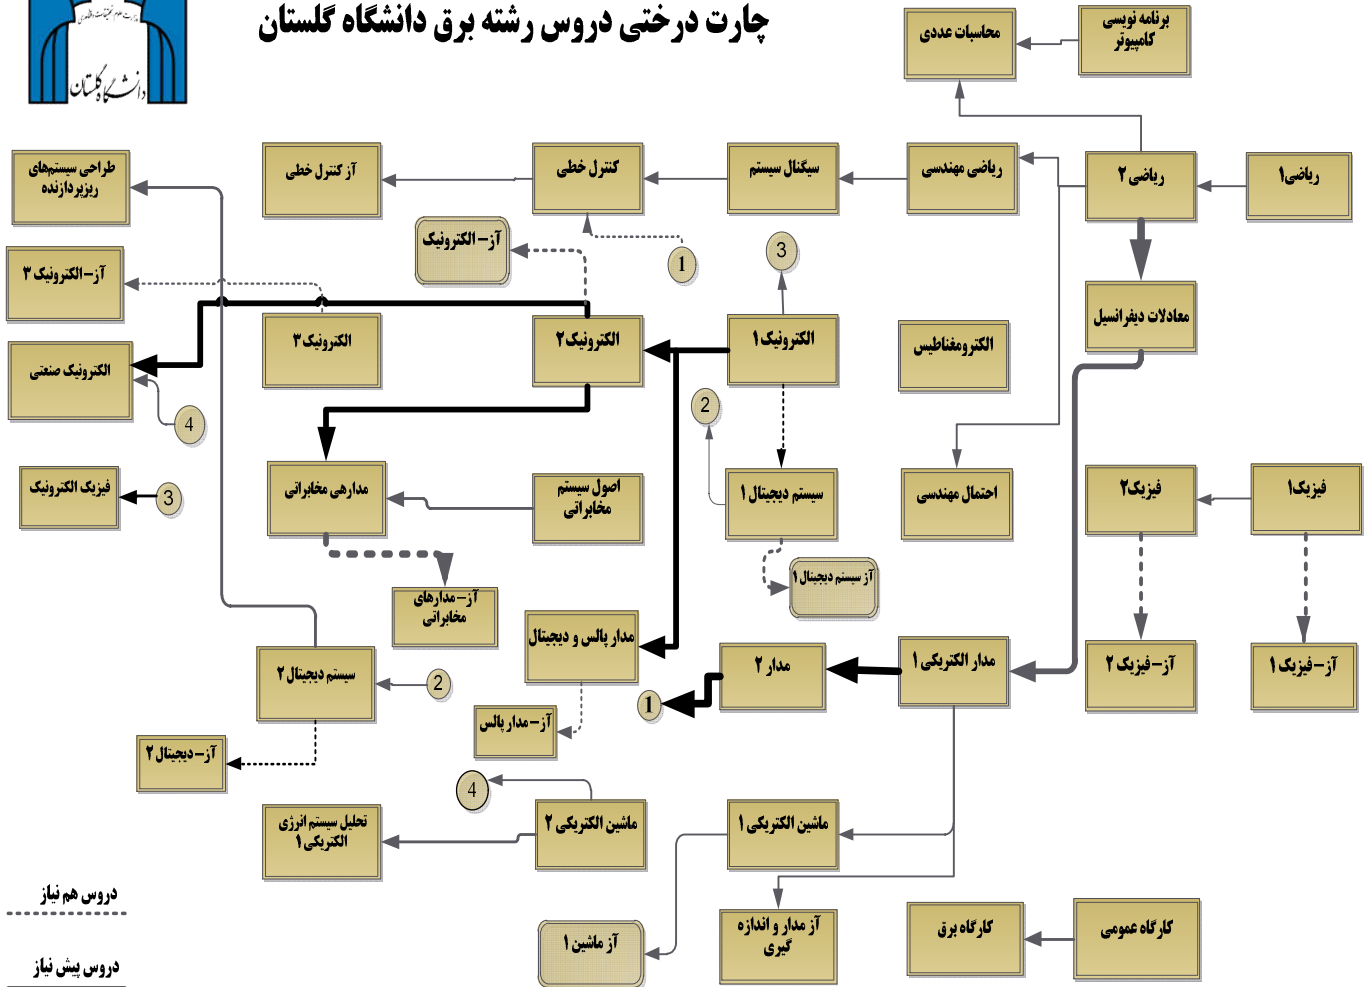 چارت درختی دروس رشته برق دانشگاه گلستان
دانشگاه گلستان
برنامه نویسی
کامپیوتر
محاسبات عددی
ریاضی۱
ریاضی ۲
ریاضی مهندسی
سیگنال سیستم
کنترل خطی
آز کنترل خطی
طراحی سیستم‌های
ریزپردازنده
آز- الکترونیک
1
3
آز-الکترونیک ۳
معادلات دیفرانسیل
الکترومغناطیس
الکترونیک ۱
الکترونیک۲
الکترونیک ۳
الکترونیک صنعتی
2
4
فیزیک۱
فیزیک۲
احتمال مهندسی
سیستم دیجیتال ۱
اصول سیستم
مخابراتی
مدارهی مخابراتی
فیزیک الکترونیک
3
آز سیستم دیجیتال ۱
آز-مدارهای
مخابراتی
آز-فیزیک ۱
آز-فیزیک ۲
مدار الکتریکی ۱
مدار ۲
مدار پالس و دیجیتال
سیستم دیجیتال ۲
2
1
آز- مدار پالس
آز-دیجیتال ۲
4
ماشین الکتریکی ۱
ماشین الکتریکی ۲
تحلیل سیستم انرژی
الکتریکی ۱
کارگاه عمومی
کارگاه برق
آز مدار و اندازه
گیری
آز ماشین ۱
دروس هم نیاز
دروس پیش نیاز